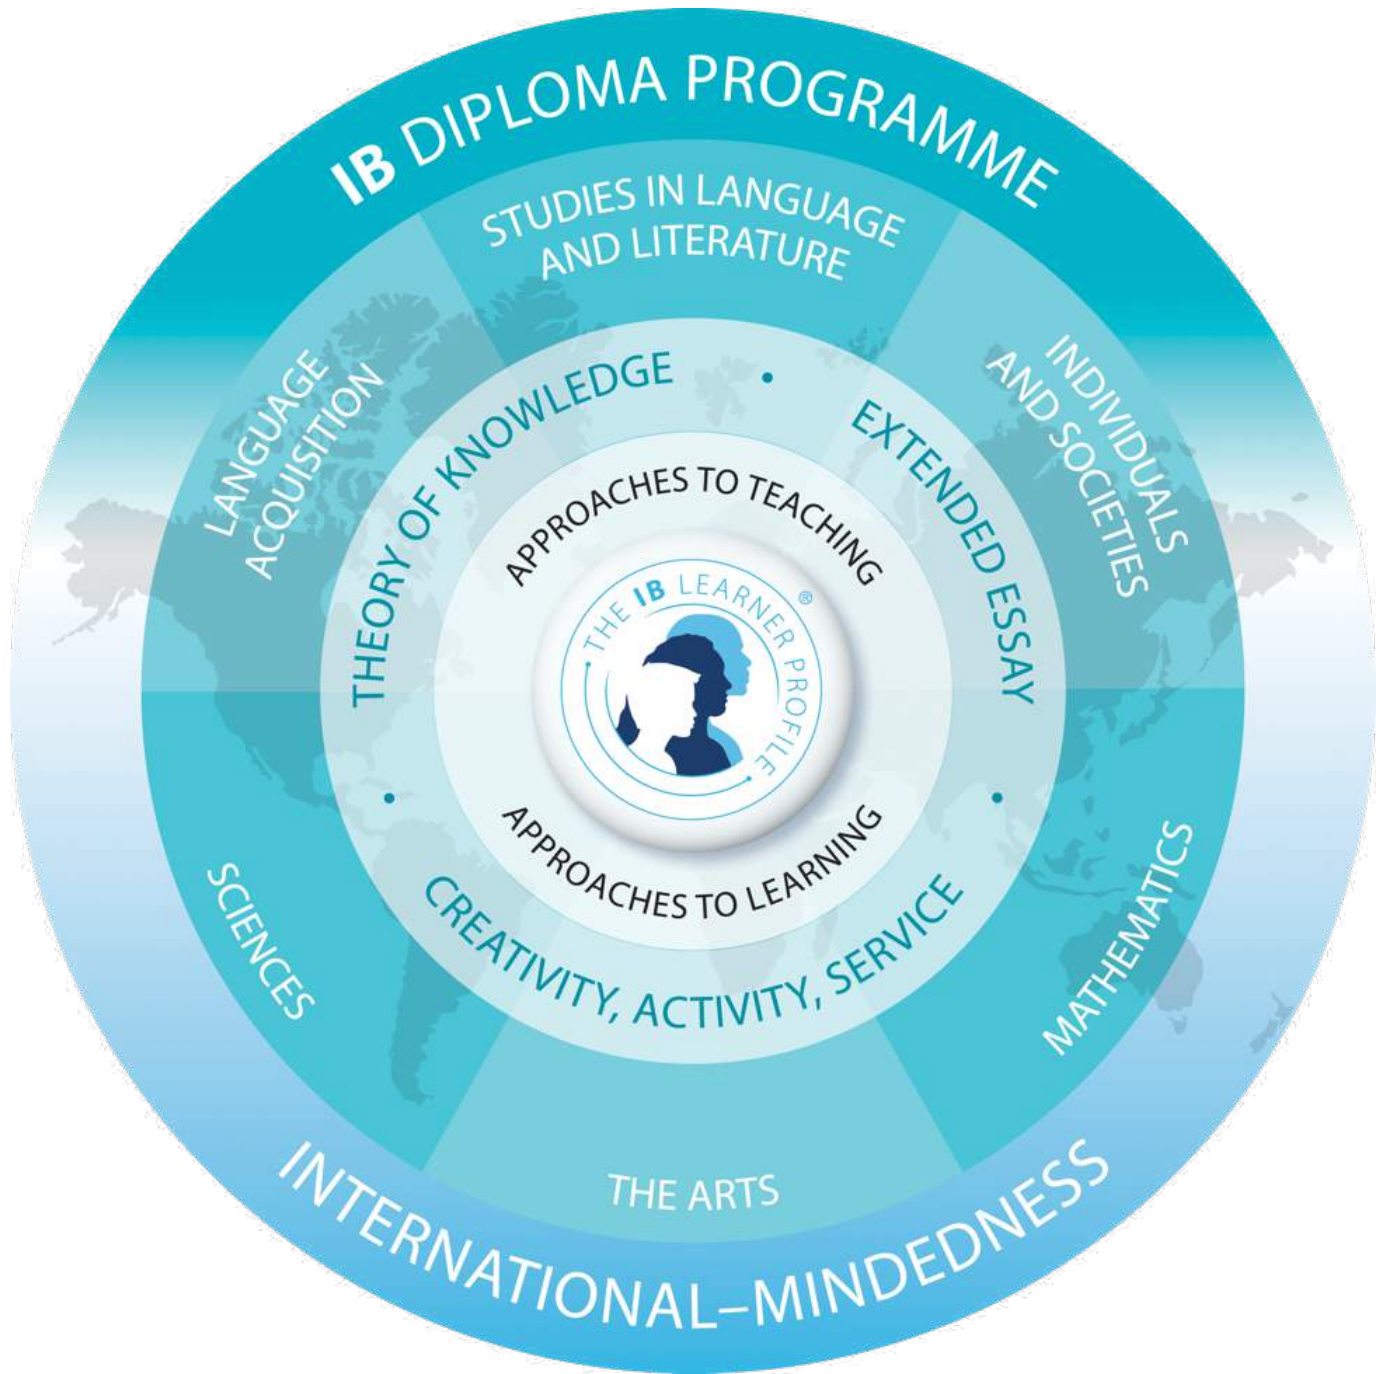 IB DIPLOMA PROGRAMME
STUDIES IN LANGUAGE
AND LITERATURE
LANGUAGE
ACQUISITION
INDIVIDUALS
AND SOCIETIES
THEORY OF KNOWLEDGE
•
EXTENDED ESSAY
APPROACHES TO TEACHING
THE IB LEARNER PROFILE
®
APPROACHES TO LEARNING
•
CREATIVITY, ACTIVITY, SERVICE
•
SCIENCES
MATHEMATICS
THE ARTS
INTERNATIONAL–MINDEDNESS